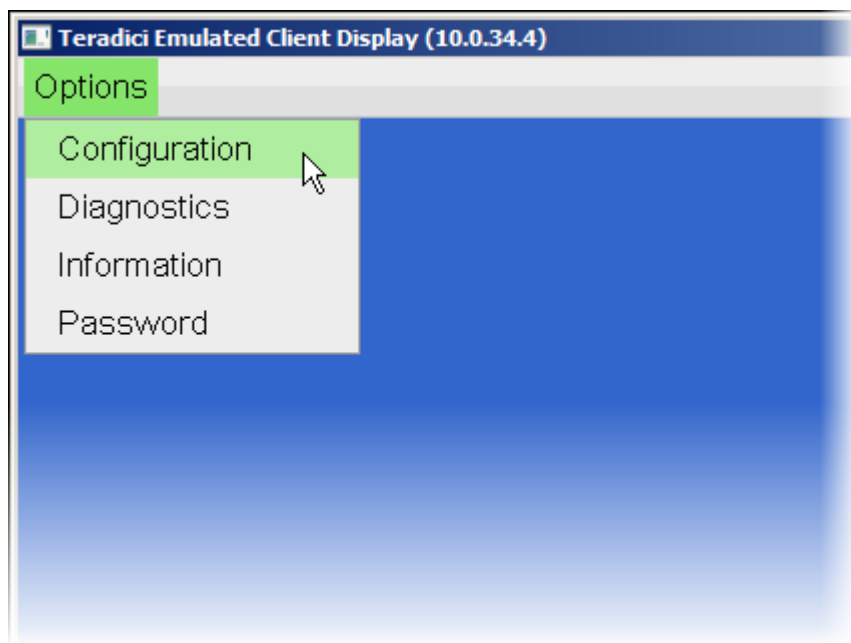 Teradici Emulated Client Display (10.0.34.4)
Options
Configuration
Diagnostics
Information
Password